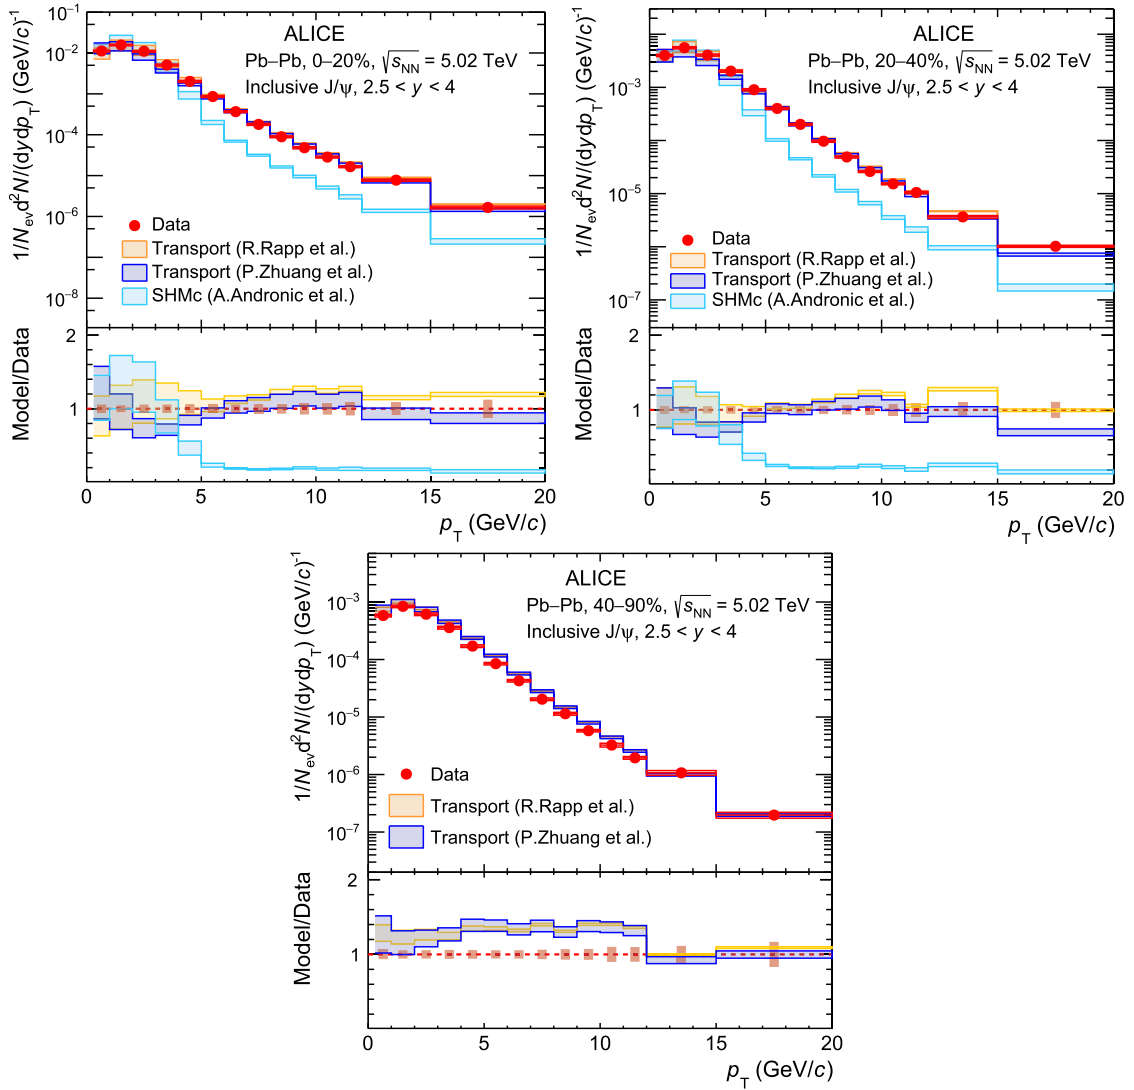 ALICE
Pb–Pb, 0–20%, √sNN = 5.02 TeV
Inclusive J/ψ, 2.5 < y < 4
1/Nev d²N/(dydpT) (GeV/c)⁻¹
10⁻¹
10⁻²
10⁻⁴
10⁻⁶
10⁻⁸
Data
Transport (R.Rapp et al.)
Transport (P.Zhuang et al.)
SHMc (A.Andronic et al.)
Model/Data
2
1
0 5 10 15 20
pT (GeV/c)
ALICE
Pb–Pb, 20–40%, √sNN = 5.02 TeV
Inclusive J/ψ, 2.5 < y < 4
1/Nev d²N/(dydpT) (GeV/c)⁻¹
10⁻³
10⁻⁵
10⁻⁷
Data
Transport (R.Rapp et al.)
Transport (P.Zhuang et al.)
SHMc (A.Andronic et al.)
Model/Data
2
1
0 5 10 15 20
pT (GeV/c)
ALICE
Pb–Pb, 40–90%, √sNN = 5.02 TeV
Inclusive J/ψ, 2.5 < y < 4
1/Nev d²N/(dydpT) (GeV/c)⁻¹
10⁻³
10⁻⁴
10⁻⁵
10⁻⁶
10⁻⁷
Data
Transport (R.Rapp et al.)
Transport (P.Zhuang et al.)
Model/Data
2
1
0 5 10 15 20
pT (GeV/c)